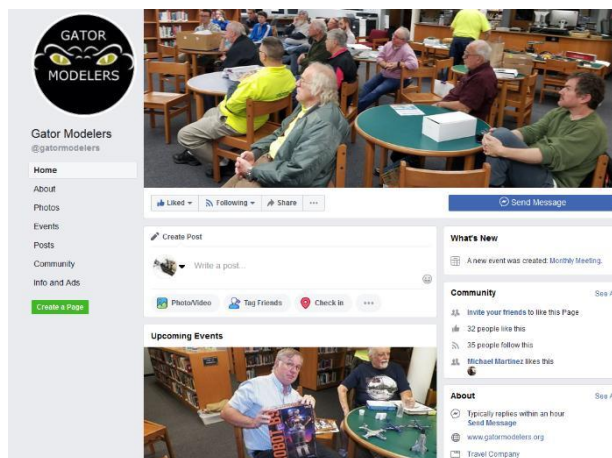 GATOR
MODELERS
Gator Modelers
@gatormodelers
Home
About
Photos
Events
Posts
Community
Info and Ads
Create a Page
Liked
Following
Share
Send Message
Create Post
Write a post...
Photo/Video
Tag Friends
Check in
Upcoming Events
What's New
A new event was created: Monthly Meeting.
Community
See A
Invite your friends to like this Page
32 people like this
35 people follow this
Michael Martinez likes this
About
See A
Typically replies within an hour
Send Message
www.gatormodelers.org
Travel Company